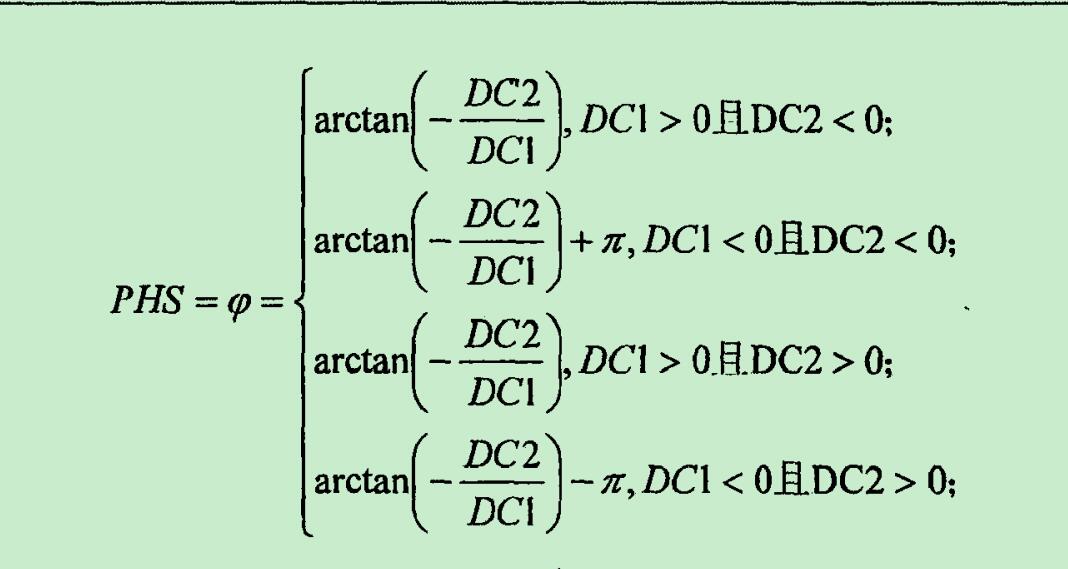 arctan(-DC2/DC1), DC1 > 0且DC2 < 0;
arctan(-DC2/DC1) + π, DC1 < 0且DC2 < 0;
PHS = φ =
arctan(-DC2/DC1), DC1 > 0且DC2 > 0;
arctan(-DC2/DC1) - π, DC1 < 0且DC2 > 0;